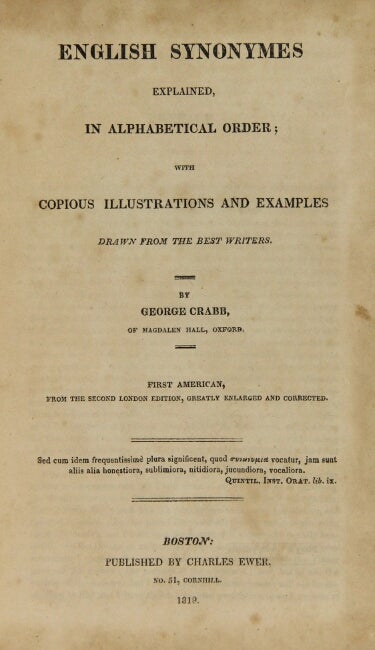 ENGLISH SYNONYMES
EXPLAINED,
IN ALPHABETICAL ORDER;
WITH
COPIOUS ILLUSTRATIONS AND EXAMPLES
DRAWN FROM THE BEST WRITERS.
BY
GEORGE CRABB,
OF MAGDALEN HALL, OXFORD.
FIRST AMERICAN,
FROM THE SECOND LONDON EDITION, GREATLY ENLARGED AND CORRECTED.
Sed cum idem frequentissimè plura significent, quod vocatur, jam sunt
aliis alia honestiora, sublimiora, nitidiora, jucundiora, vocaliora.
QUINTIL. INST. ORAT. lib. ix.
BOSTON:
PUBLISHED BY CHARLES EWER,
NO. 51, CORNHILL.
1819.